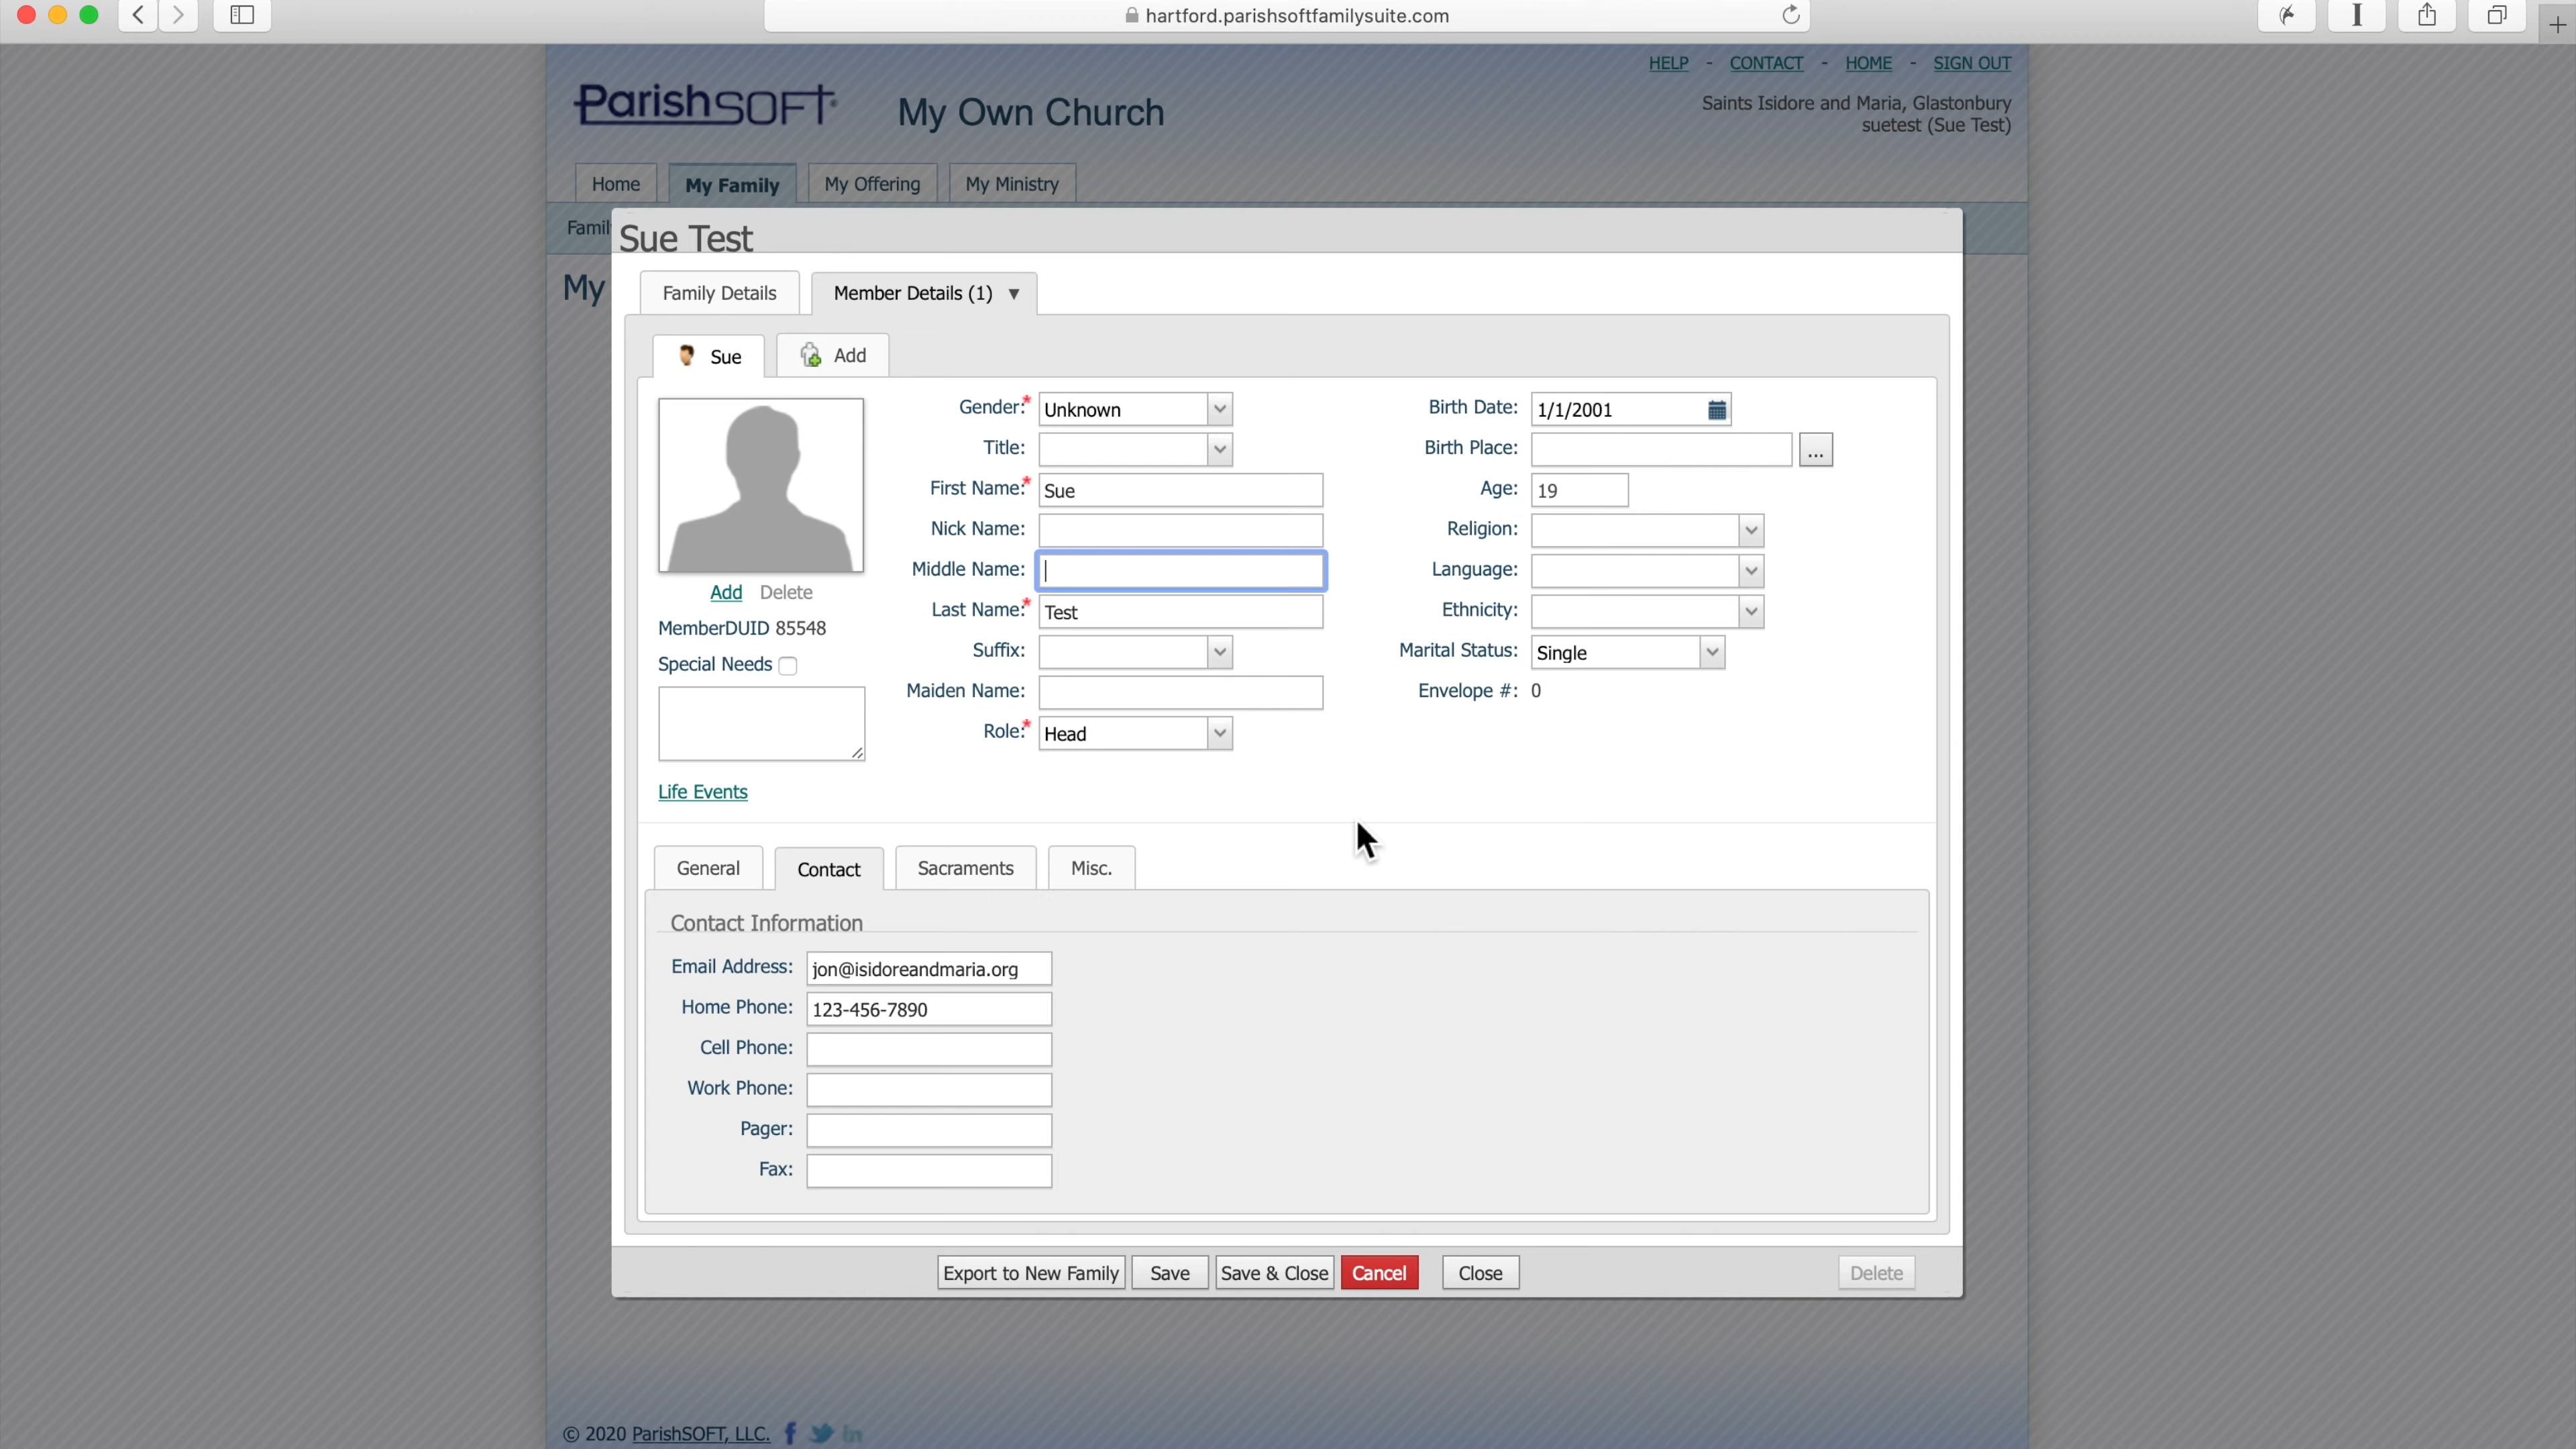 hartford.parishsoftfamilysuite.com
HELP - CONTACT - HOME - SIGN OUT
ParishSOFT My Own Church
Saints Isidore and Maria, Glastonbury
suetest (Sue Test)
Home My Family My Offering My Ministry
Famil
Sue Test
My
Family Details Member Details (1) ▼
Sue Add
Gender:* Unknown Birth Date: 1/1/2001
Title: Birth Place: ...
First Name:* Sue Age: 19
Nick Name: Religion:
Middle Name: Language:
Add Delete
Last Name:* Test Ethnicity:
MemberDUID 85548
Suffix: Marital Status: Single
Special Needs
Maiden Name: Envelope #: 0
Role:* Head
Life Events
General Contact Sacraments Misc.
Contact Information
Email Address: jon@isidoreandmaria.org
Home Phone: 123-456-7890
Cell Phone:
Work Phone:
Pager:
Fax:
Export to New Family Save Save & Close Cancel Close Delete
© 2020 ParishSOFT, LLC. f in